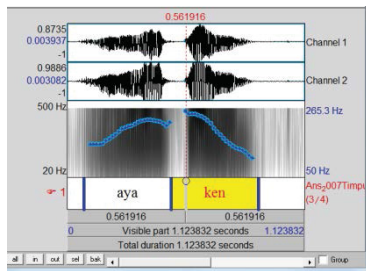 0.561916
0.8735
0.003937
-1
Channel 1
0.9886
0.003082
-1
Channel 2
500 Hz
265.3 Hz
20 Hz
50 Hz
1 aya ken
Ans2007Timpu
(3/4)
0.561916 0.561916
0 Visible part 1.123832 seconds 1.123832
Total duration 1.123832 seconds
all in out sel bak Group